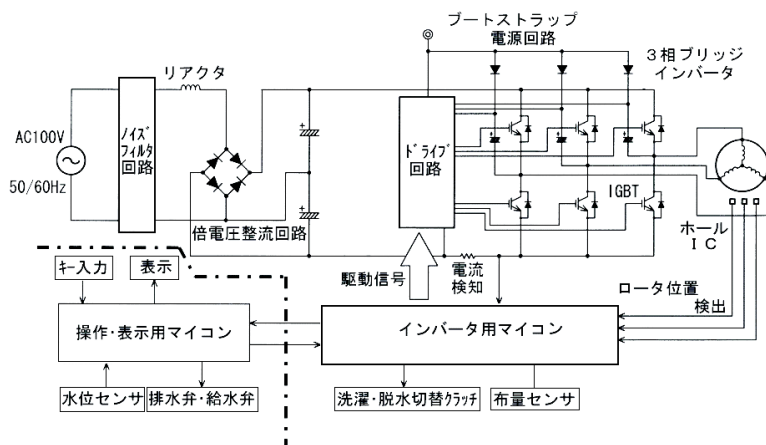 ブートストラップ
電源回路
3相ブリッジ
インバータ
リアクタ
AC100V
50/60Hz
ノイズ
フィルタ
回路
ドライブ
回路
IGBT
倍電圧整流回路
ホール
IC
キー入力
表示
駆動信号
電流
検知
ロータ位置
検出
操作・表示用マイコン
インバータ用マイコン
水位センサ
排水弁・給水弁
洗濯・脱水切替クラッチ
布量センサ